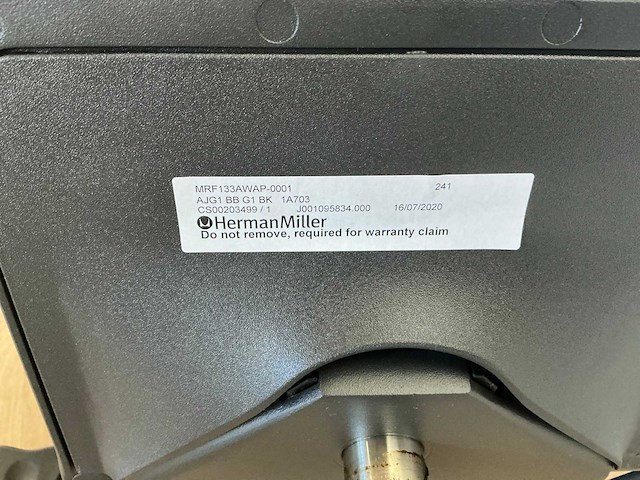 MRF133AWAP-0001 241
AJG1 BB G1 BK 1A703
CS00203499 / 1 J001095834.000 16/07/2020
HermanMiller
Do not remove, required for warranty claim